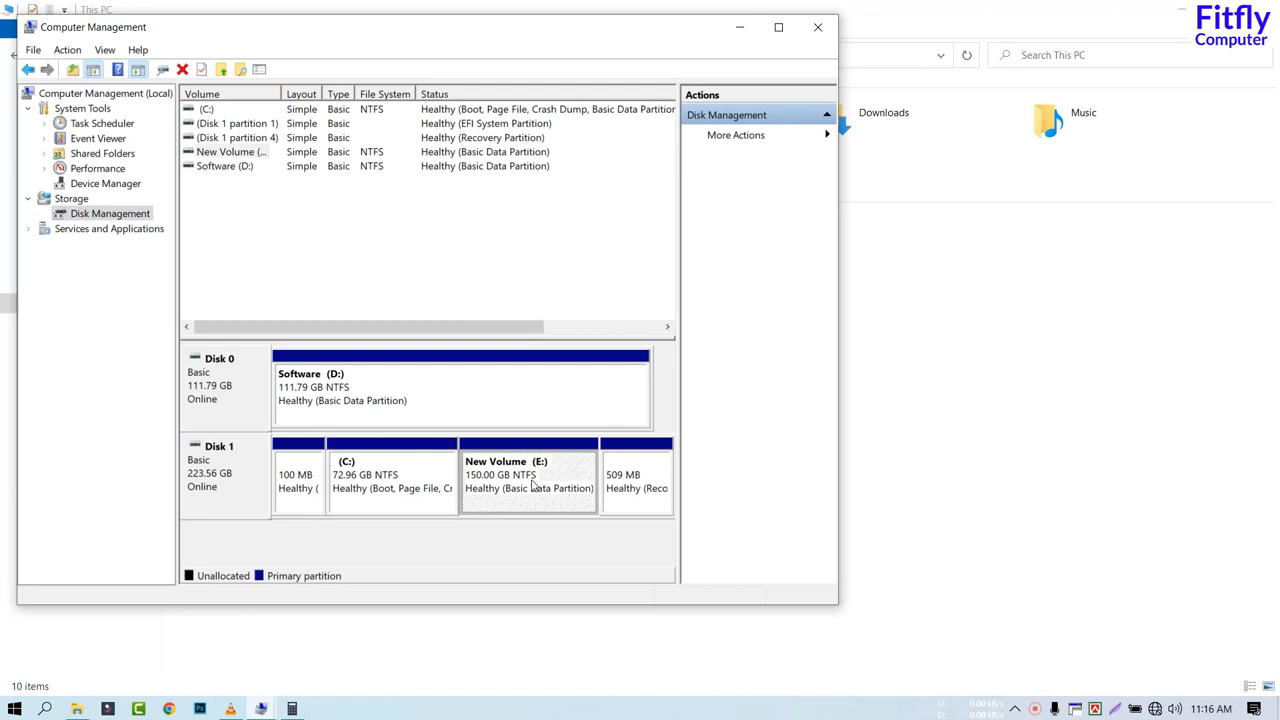 This PC
Computer Management
Fitfly
Computer
File Action View Help
Search This PC
Computer Management (Local)
System Tools
Task Scheduler
Event Viewer
Shared Folders
Performance
Device Manager
Storage
Disk Management
Services and Applications
Volume Layout Type File System Status
(C:) Simple Basic NTFS Healthy (Boot, Page File, Crash Dump, Basic Data Partition
(Disk 1 partition 1) Simple Basic Healthy (EFI System Partition)
(Disk 1 partition 4) Simple Basic Healthy (Recovery Partition)
New Volume (... Simple Basic NTFS Healthy (Basic Data Partition)
Software (D:) Simple Basic NTFS Healthy (Basic Data Partition)
Actions
Disk Management
More Actions
Downloads
Music
Disk 0
Basic
111.79 GB
Online
Software (D:)
111.79 GB NTFS
Healthy (Basic Data Partition)
Disk 1
Basic
223.56 GB
Online
100 MB
Healthy (
(C:)
72.96 GB NTFS
Healthy (Boot, Page File, Cr
New Volume (E:)
150.00 GB NTFS
Healthy (Basic Data Partition)
509 MB
Healthy (Reco
Unallocated Primary partition
10 items
U: 0.00 kB/s
D: 0.00 kB/s
11:16 AM